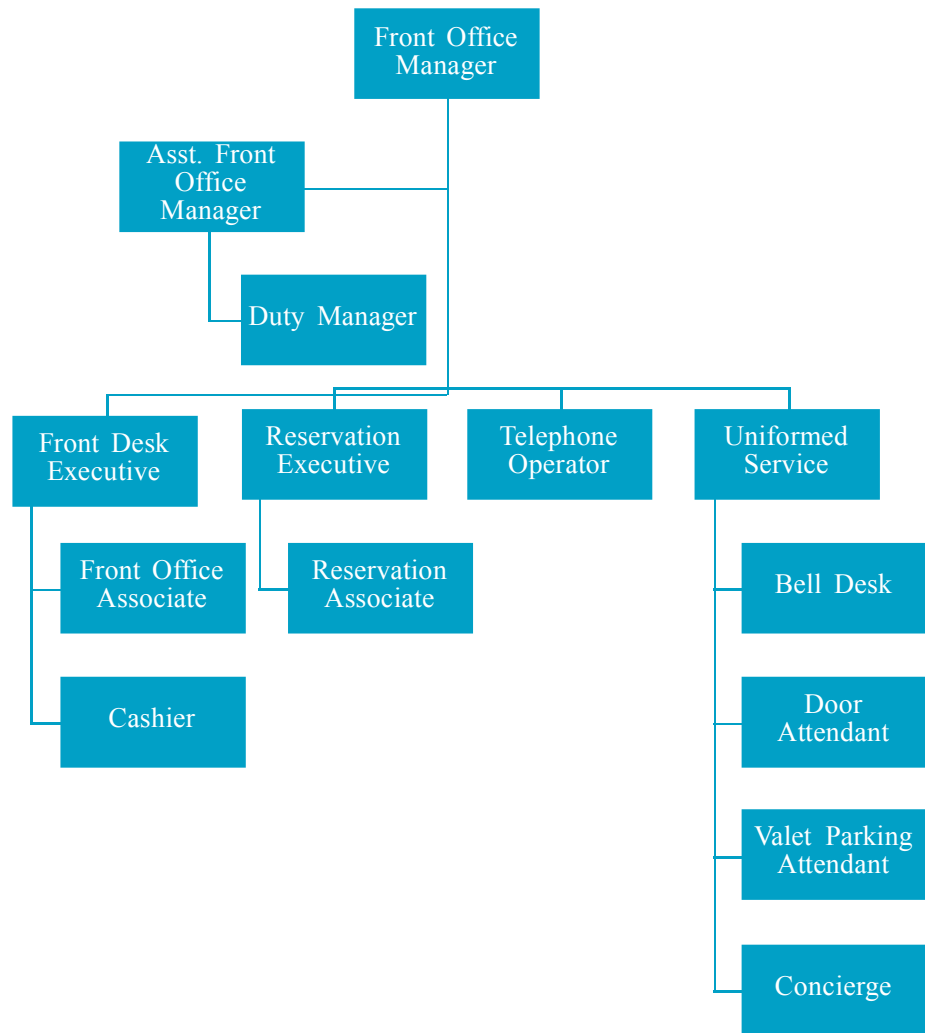 Front Office
Manager
Asst. Front
Office
Manager
Duty Manager
Front Desk
Executive
Reservation
Executive
Telephone
Operator
Uniformed
Service
Front Office
Associate
Reservation
Associate
Bell Desk
Cashier
Door
Attendant
Valet Parking
Attendant
Concierge